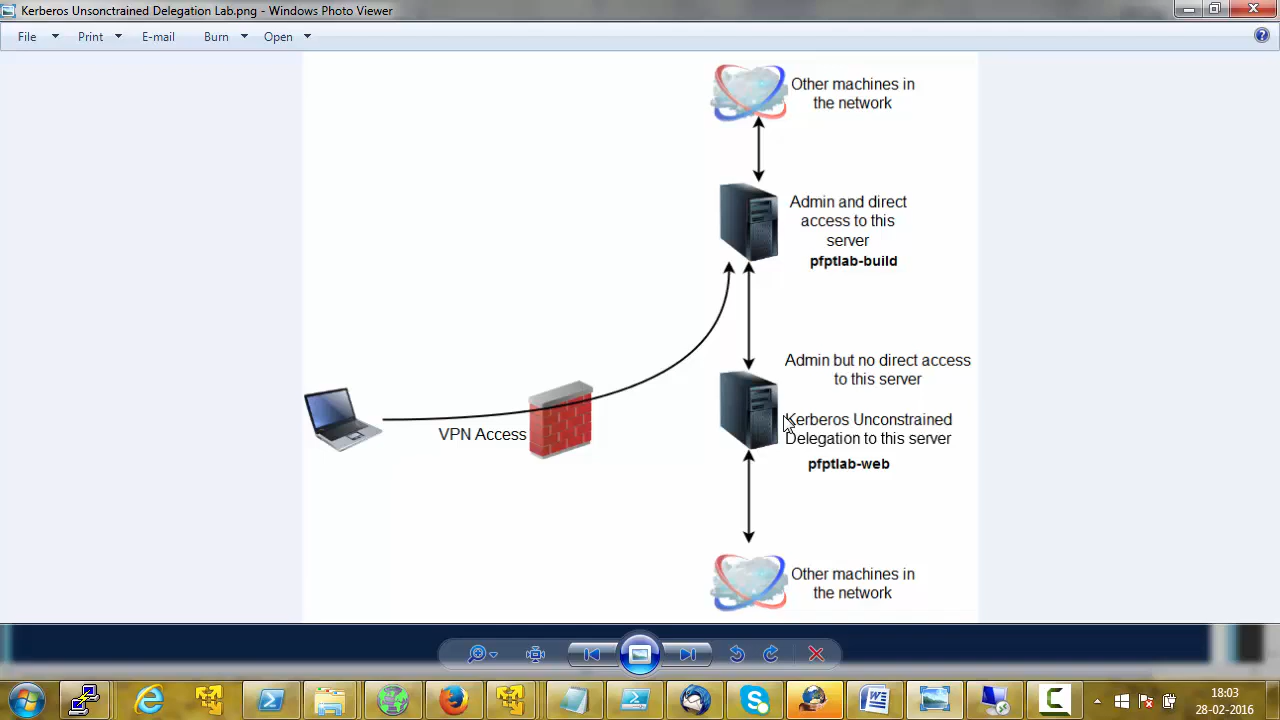 Kerberos Unsonctrained Delegation Lab.png - Windows Photo Viewer
File Print E-mail Burn Open
Other machines in
the network
Admin and direct
access to this
server
pfptlab-build
Admin but no direct access
to this server
Kerberos Unconstrained
Delegation to this server
pfptlab-web
VPN Access
Other machines in
the network
18:03
28-02-2016